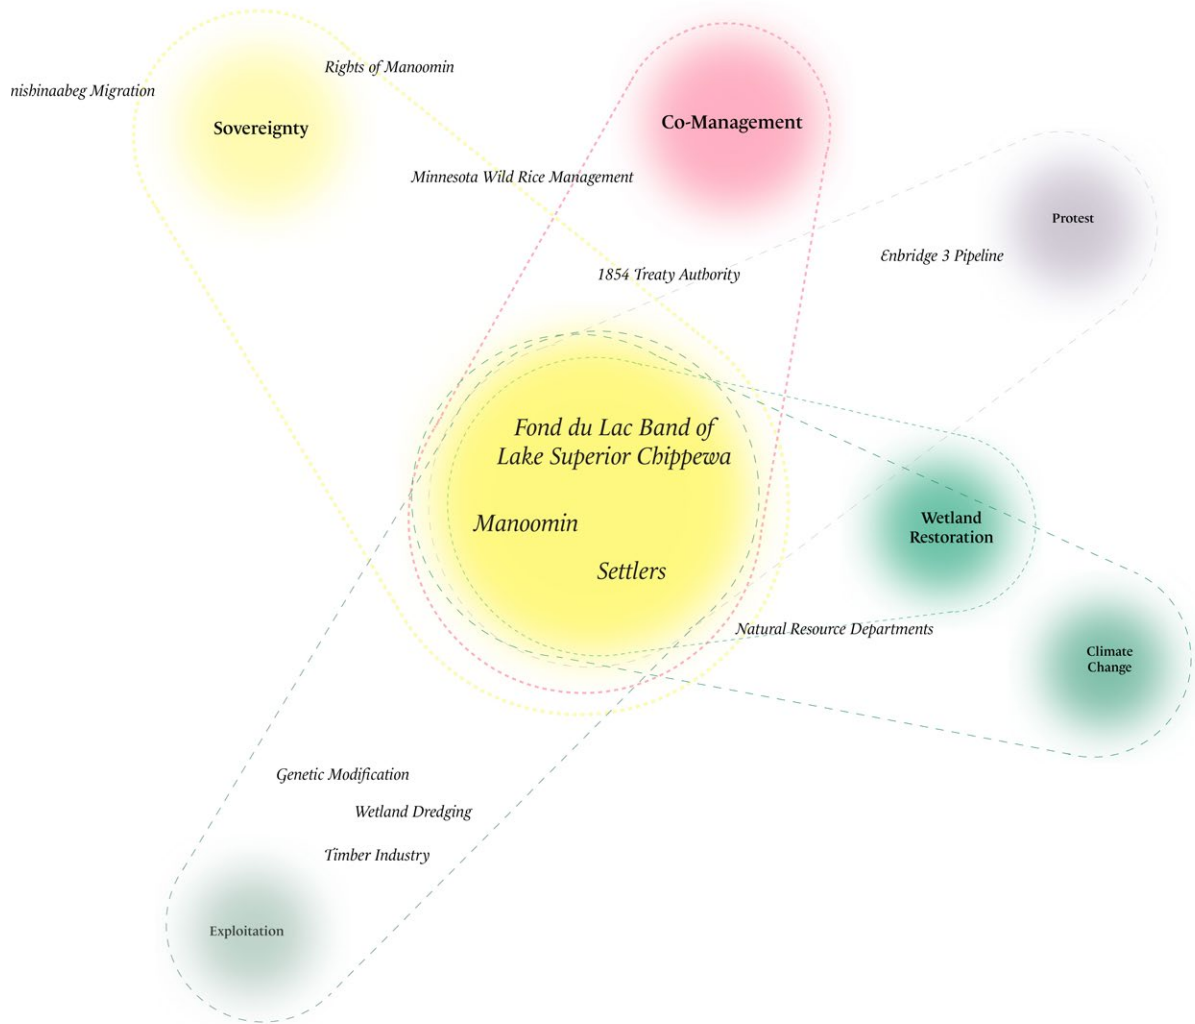 Rights of Manoomin
nishinaabeg Migration
Sovereignty
Co-Management
Minnesota Wild Rice Management
Protest
Enbridge 3 Pipeline
1854 Treaty Authority
Fond du Lac Band of
Lake Superior Chippewa
Manoomin
Settlers
Wetland
Restoration
Natural Resource Departments
Climate
Change
Genetic Modification
Wetland Dredging
Timber Industry
Exploitation